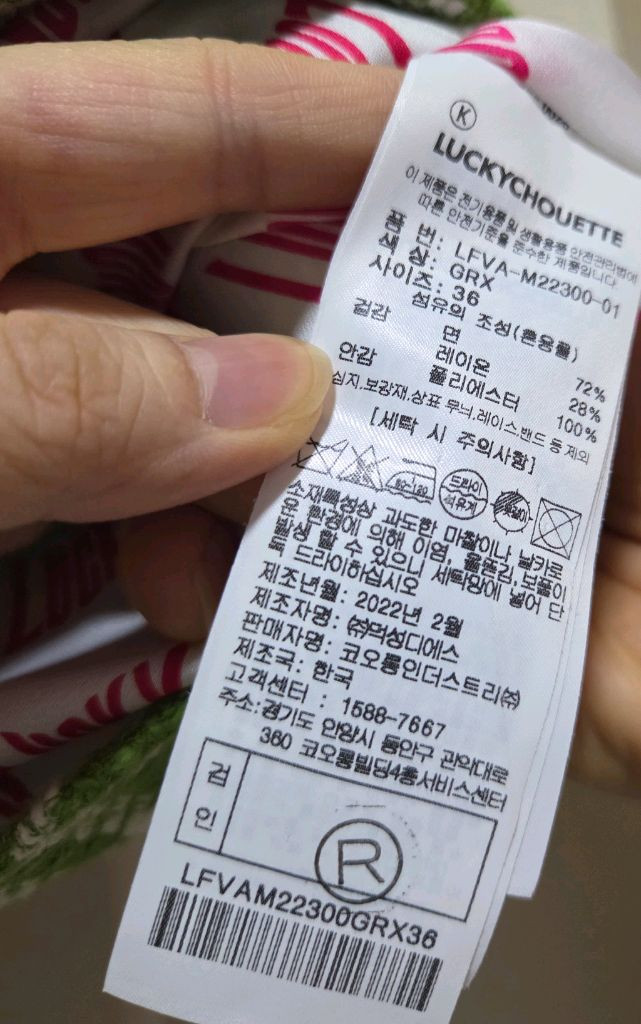 K
LUCKYCHOUETTE
이 제품은 전기용품 및 생활용품 안전관리법에
따른 안전기준을 준수한 제품입니다
품 번: LFVA-M22300-01
색 상: GRX
사이즈: 36
섬유의 조성(혼용률)
겉감 면 72%
레이온 28%
안감 폴리에스터 100%
심지,보강재,상표 무늬,레이스,밴드 등 제외
[세탁 시 주의사항]
80~120
드라이
석유계
소재특성상 과도한 마찰이나 날카로
운 환경에 의해 이염, 올뜯김, 보풀이
발생 할 수 있으니 세탁망에 넣어 단
독 드라이하십시오
제조년월: 2022년 2월
제조자명: ㈜덕성디에스
판매자명: 코오롱인더스트리㈜
제조국: 한국
고객센터 : 1588-7667
주소:경기도 안양시 동안구 관악대로
360 코오롱빌딩4층서비스센터
검
인
R
LFVAM22300GRX36